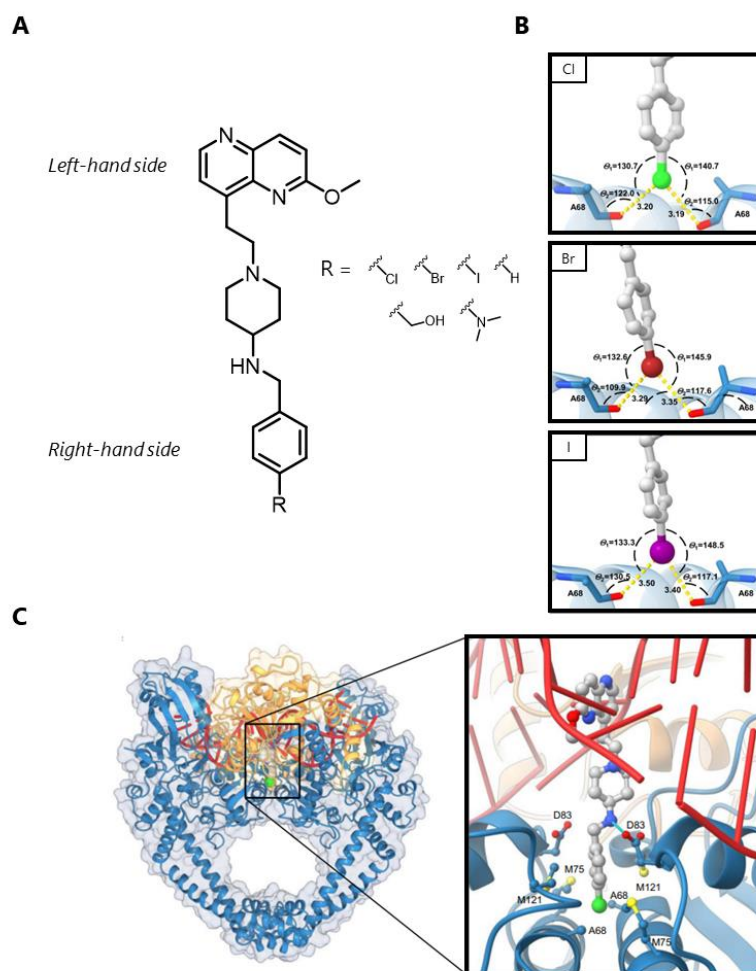 A
B
Left-hand side
N
N
O
N
HN
R =
Cl
Br
I
H
OH
N
Right-hand side
R
Cl
Θ₁=130.7
Θ₁=140.7
Θ₂=122.0
Θ₂=115.0
A68
3.20
3.19
A68
Br
Θ₁=132.6
Θ₁=145.9
Θ₂=109.9
Θ₂=117.6
3.29
3.35
A68
A68
I
Θ₁=133.3
Θ₁=148.5
Θ₂=130.5
Θ₂=117.1
A68
3.50
3.40
A68
C
D83
D83
M75
M121
M121
A68
A68
M75